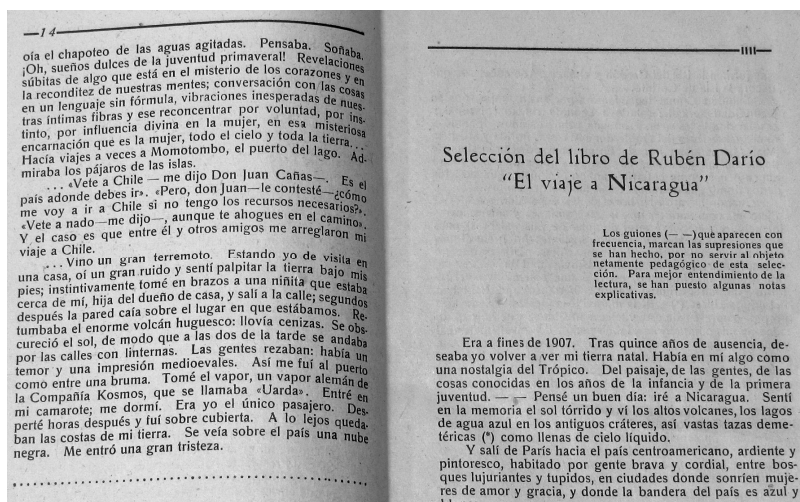 —14—
oía el chapoteo de las aguas agitadas. Pensaba. Soñaba.
¡Oh, sueños dulces de la juventud primaveral! Revelaciones
súbitas de algo que está en el misterio de los corazones y en
la reconditez de nuestras mentes; conversación con las cosas
en un lenguaje sin fórmula, vibraciones inesperadas de nues-
tras íntimas fibras y ese reconcentrar por voluntad, por ins-
tinto, por influencia divina en la mujer, en esa misteriosa
encarnación que es la mujer, todo el cielo y toda la tierra...
Hacía viajes a veces a Momotombo, el puerto del lago. Ad-
miraba los pájaros de las islas.
... «Vete a Chile — me dijo Don Juan Cañas—. Es el
país adonde debes ir». «Pero, don Juan—le contesté—¿cómo
me voy a ir a Chile si no tengo los recursos necesarios?».
«Vete a nado—me dijo—, aunque te ahogues en el camino».
Y el caso es que entre él y otros amigos me arreglaron mi
viaje a Chile.
... Vino un gran terremoto. Estando yo de visita en
una casa, oí un gran ruido y sentí palpitar la tierra bajo mis
pies; instintivamente tomé en brazos a una niñita que estaba
cerca de mí, hija del dueño de casa, y salí a la calle; segundos
después la pared caía sobre el lugar en que estábamos. Re-
tumbaba el enorme volcán huguesco: llovía cenizas. Se obs-
cureció el sol, de modo que a las dos de la tarde se andaba
por las calles con linternas. Las gentes rezaban: había un
temor y una impresión medioevales. Así me fuí al puerto
como entre una bruma. Tomé el vapor, un vapor alemán de
la Compañía Kosmos, que se llamaba «Uarda». Entré en
mi camarote; me dormí. Era yo el único pasajero. Des-
perté horas después y fuí sobre cubierta. A lo lejos queda-
ban las costas de mi tierra. Se veía sobre el país una nube
negra. Me entró una gran tristeza.
IIII
Selección del libro de Rubén Darío
"El viaje a Nicaragua"
Los guiones (— —) que aparecen con
frecuencia, marcan las supresiones que
se han hecho, por no servir al objeto
netamente pedagógico de esta selec-
ción. Para mejor entendimiento de la
lectura, se han puesto algunas notas
explicativas.
Era a fines de 1907. Tras quince años de ausencia, de-
seaba yo volver a ver mi tierra natal. Había en mí algo como
una nostalgia del Trópico. Del paisaje, de las gentes, de las
cosas conocidas en los años de la infancia y de la primera
juventud. — — Pensé un buen día: iré a Nicaragua. Sentí
en la memoria el sol tórrido y ví los altos volcanes, los lagos
de agua azul en los antiguos cráteres, así vastas tazas deme-
téricas (*) como llenas de cielo líquido.
Y salí de París hacia el país centroamericano, ardiente y
pintoresco, habitado por gente brava y cordial, entre bos-
ques lujuriantes y tupidos, en ciudades donde sonríen muje-
res de amor y gracia, y donde la bandera del país es azul y